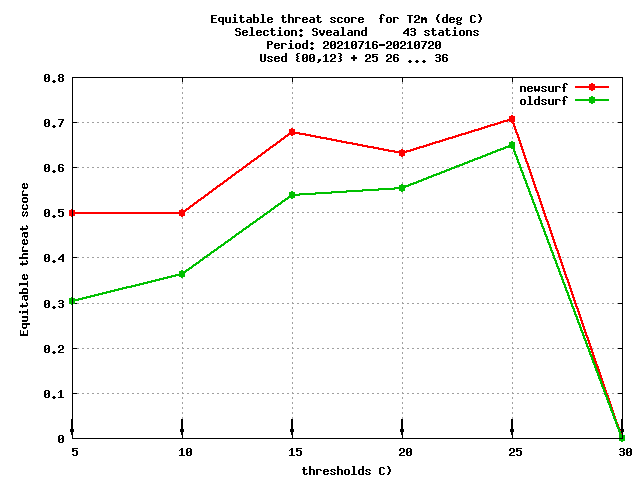 Equitable threat score  for T2m (deg C)
Selection: Svealand     43 stations
Period: 20210716-20210720
Used {00,12} + 25 26 ... 36
newsurf
oldsurf
Equitable threat score
0.8
0.7
0.6
0.5
0.4
0.3
0.2
0.1
0
5 10 15 20 25 30
thresholds C)